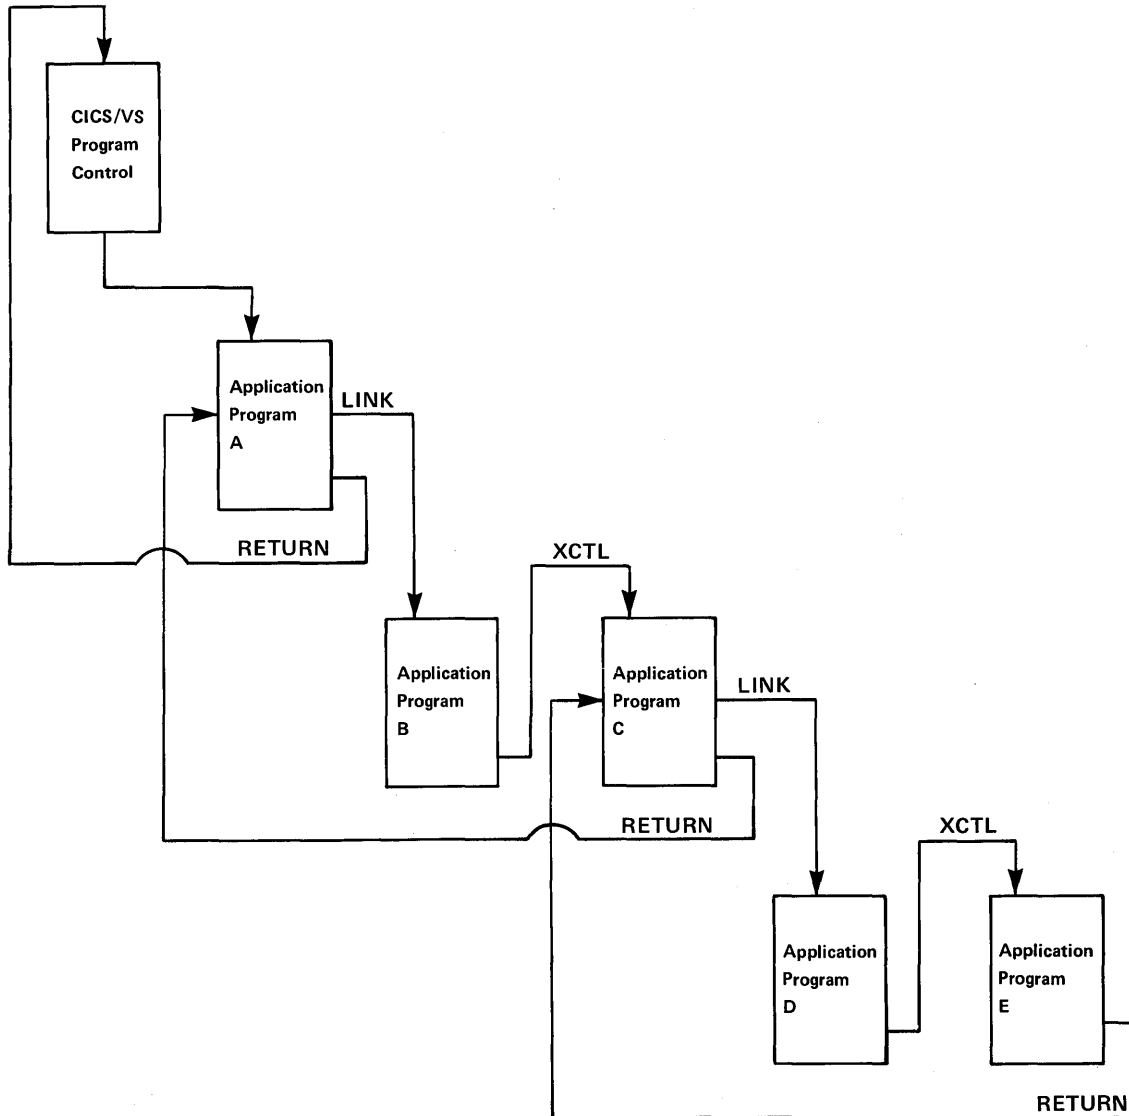 CICS/VS
Program
Control
Application
Program
A
LINK
RETURN
XCTL
Application
Program
B
Application
Program
C
LINK
RETURN
XCTL
Application
Program
D
Application
Program
E
RETURN